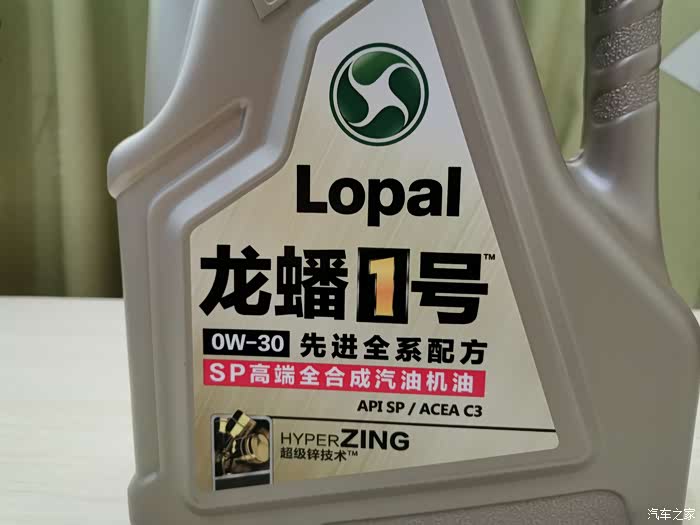 Lopal
龙蟠1号™
0W-30 先进全系配方
SP高端全合成汽油机油
API SP / ACEA C3
HYPERZING
超级锌技术™
汽车之家